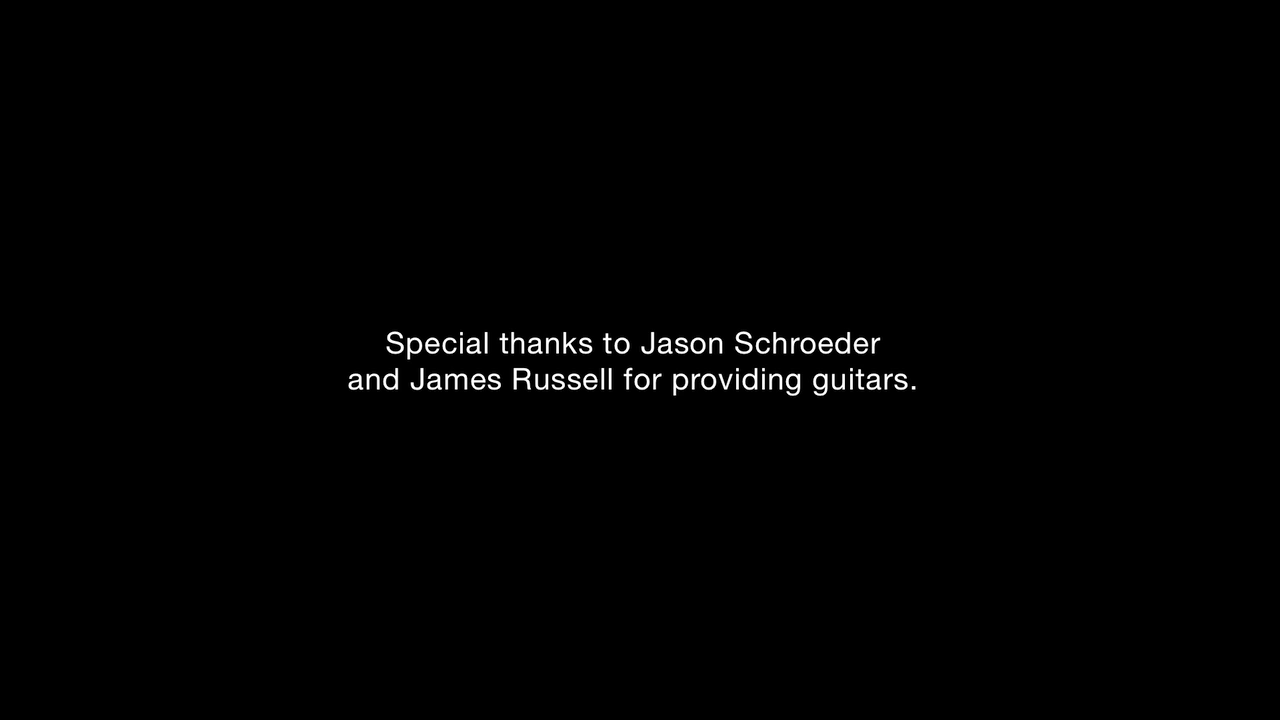 Special thanks to Jason Schroeder
and James Russell for providing guitars.